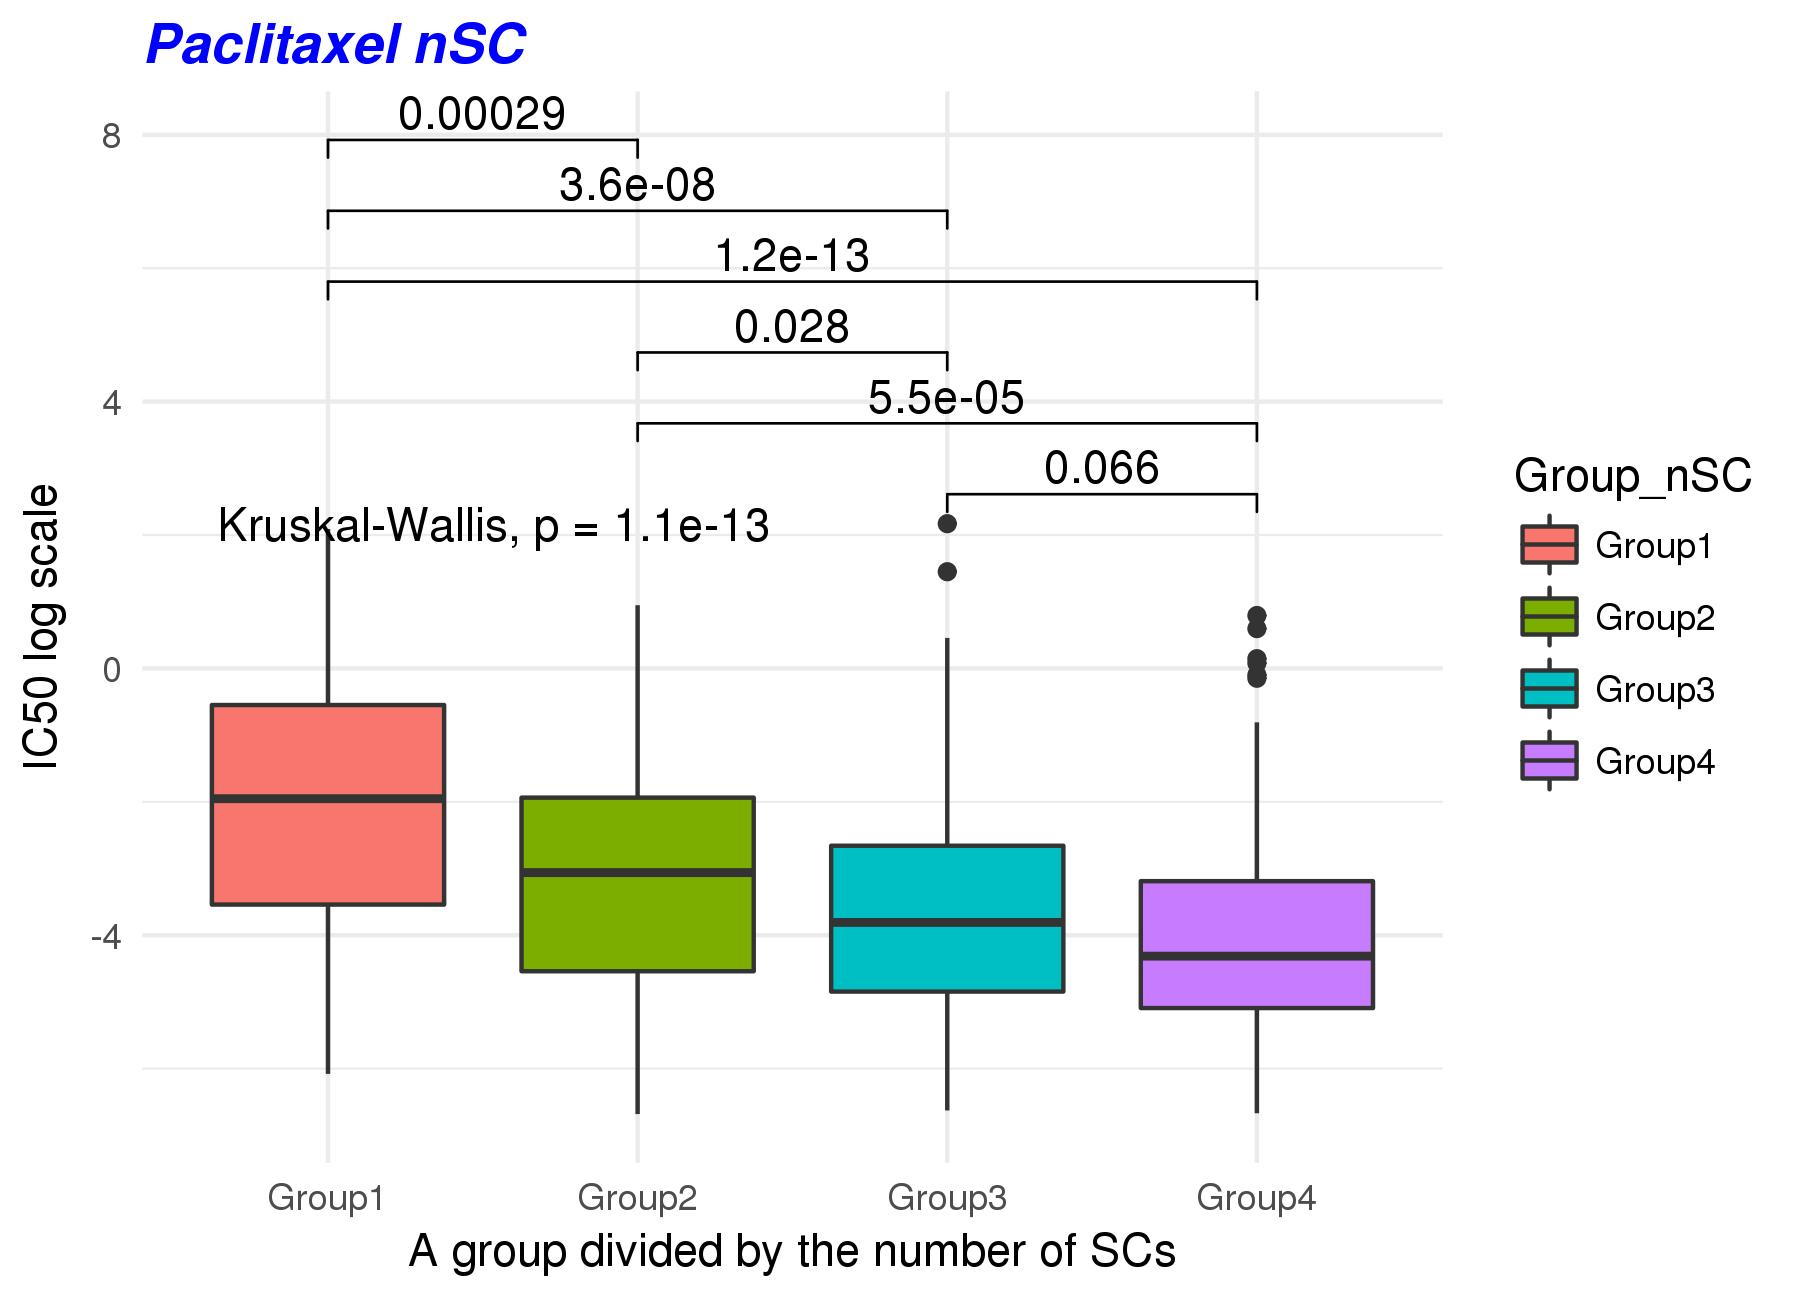 Paclitaxel nSC
8
0.00029
3.6e-08
1.2e-13
0.028
4
5.5e-05
0.066
Kruskal-Wallis, p = 1.1e-13
IC50 log scale
0
-4
Group_nSC
Group1
Group2
Group3
Group4
Group1
Group2
Group3
Group4
A group divided by the number of SCs